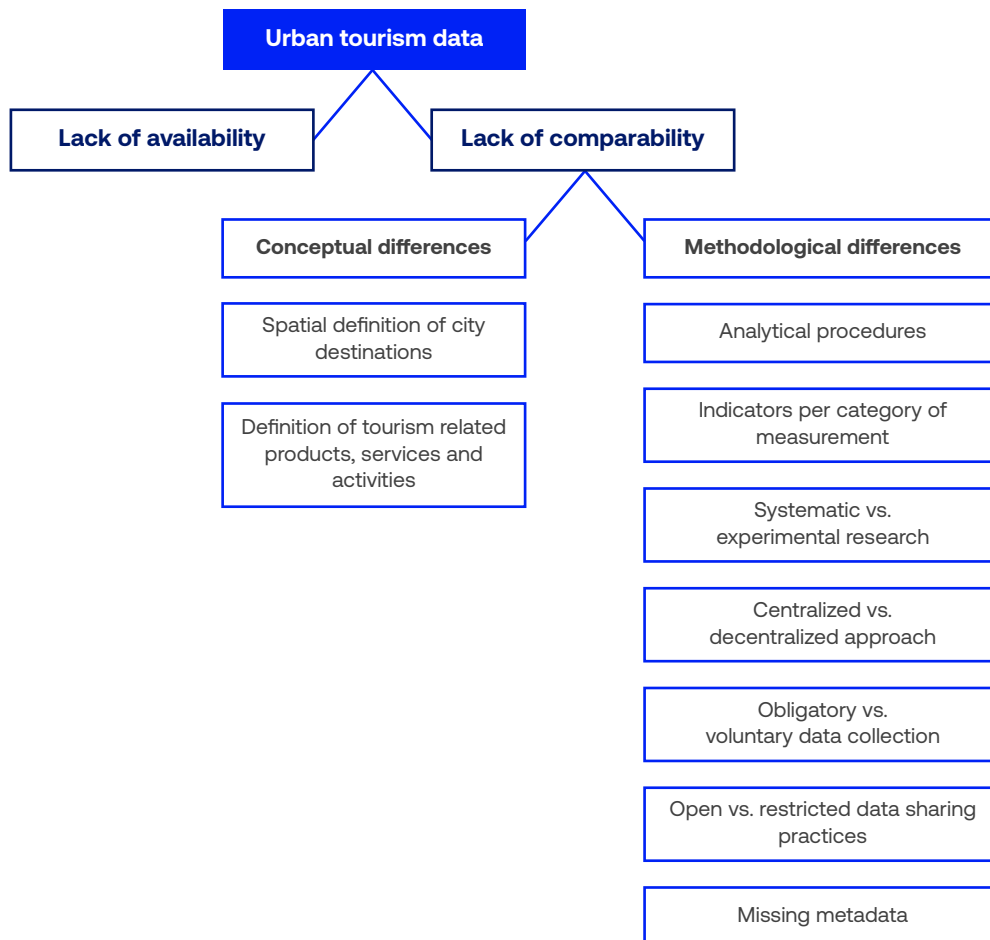 Urban tourism data
Lack of availability
Lack of comparability
Conceptual differences
Spatial definition of city
destinations
Definition of tourism related
products, services and
activities
Methodological differences
Analytical procedures
Indicators per category of
measurement
Systematic vs.
experimental research
Centralized vs.
decentralized approach
Obligatory vs.
voluntary data collection
Open vs. restricted data sharing
practices
Missing metadata